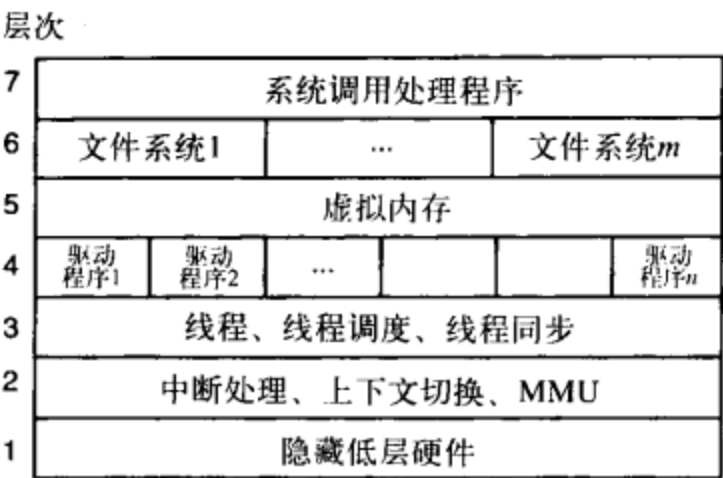 层次
7 系统调用处理程序
6 文件系统1 ... 文件系统m
5 虚拟内存
4 驱动程序1 驱动程序2 ... 驱动程序n
3 线程、线程调度、线程同步
2 中断处理、上下文切换、MMU
1 隐藏低层硬件